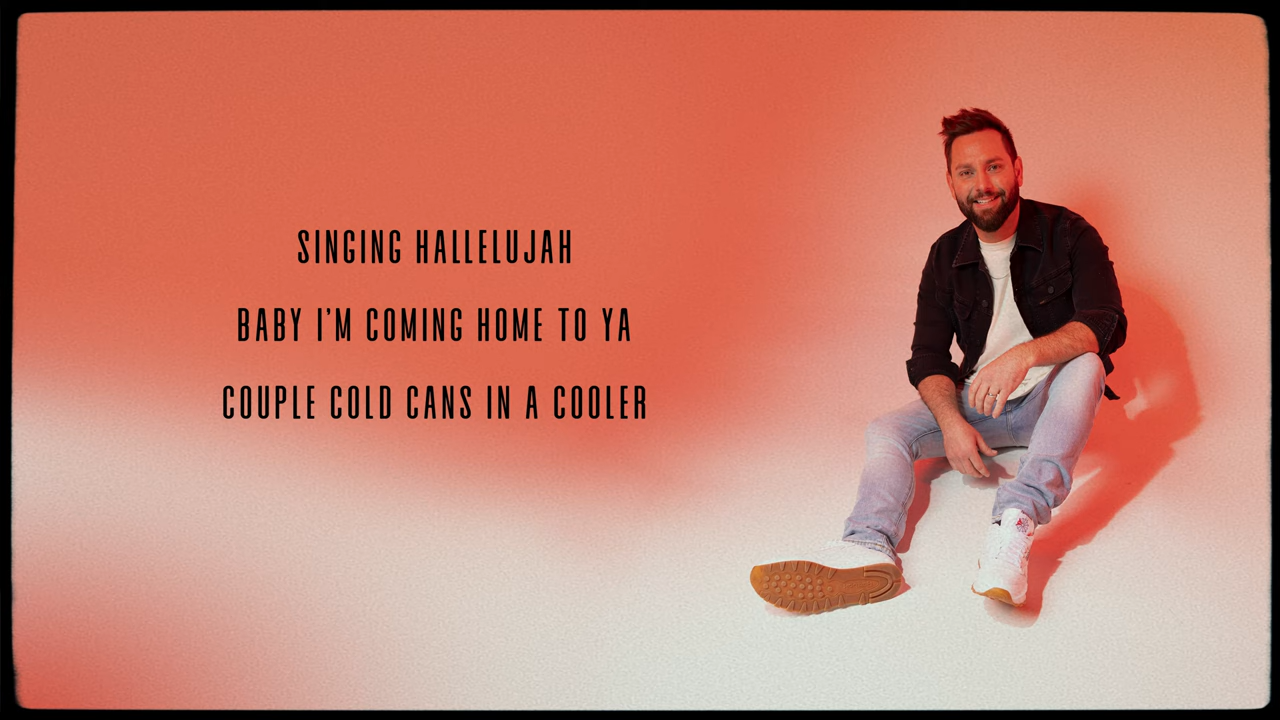 SINGING HALLELUJAH
BABY I'M COMING HOME TO YA
COUPLE COLD CANS IN A COOLER